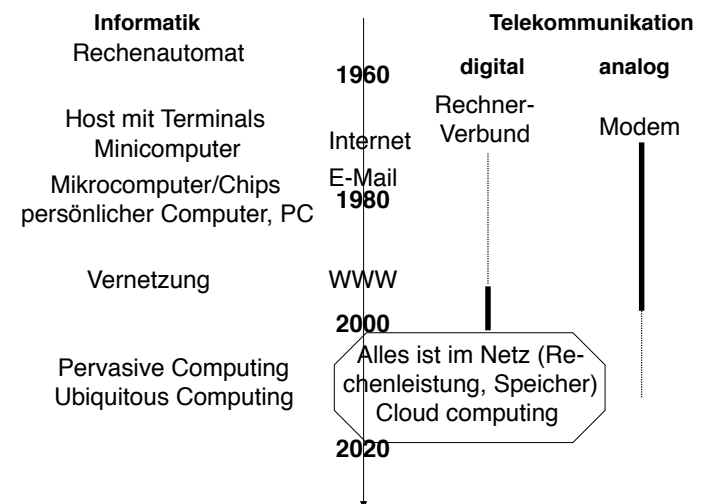 Informatik
Telekommunikation
Rechenautomat
1960
digital
analog
Host mit Terminals
Minicomputer
Internet
Rechner-
Verbund
Modem
E-Mail
Mikrocomputer/Chips
persönlicher Computer, PC
1980
Vernetzung
WWW
2000
Pervasive Computing
Ubiquitous Computing
Alles ist im Netz (Re-
chenleistung, Speicher)
Cloud computing
2020